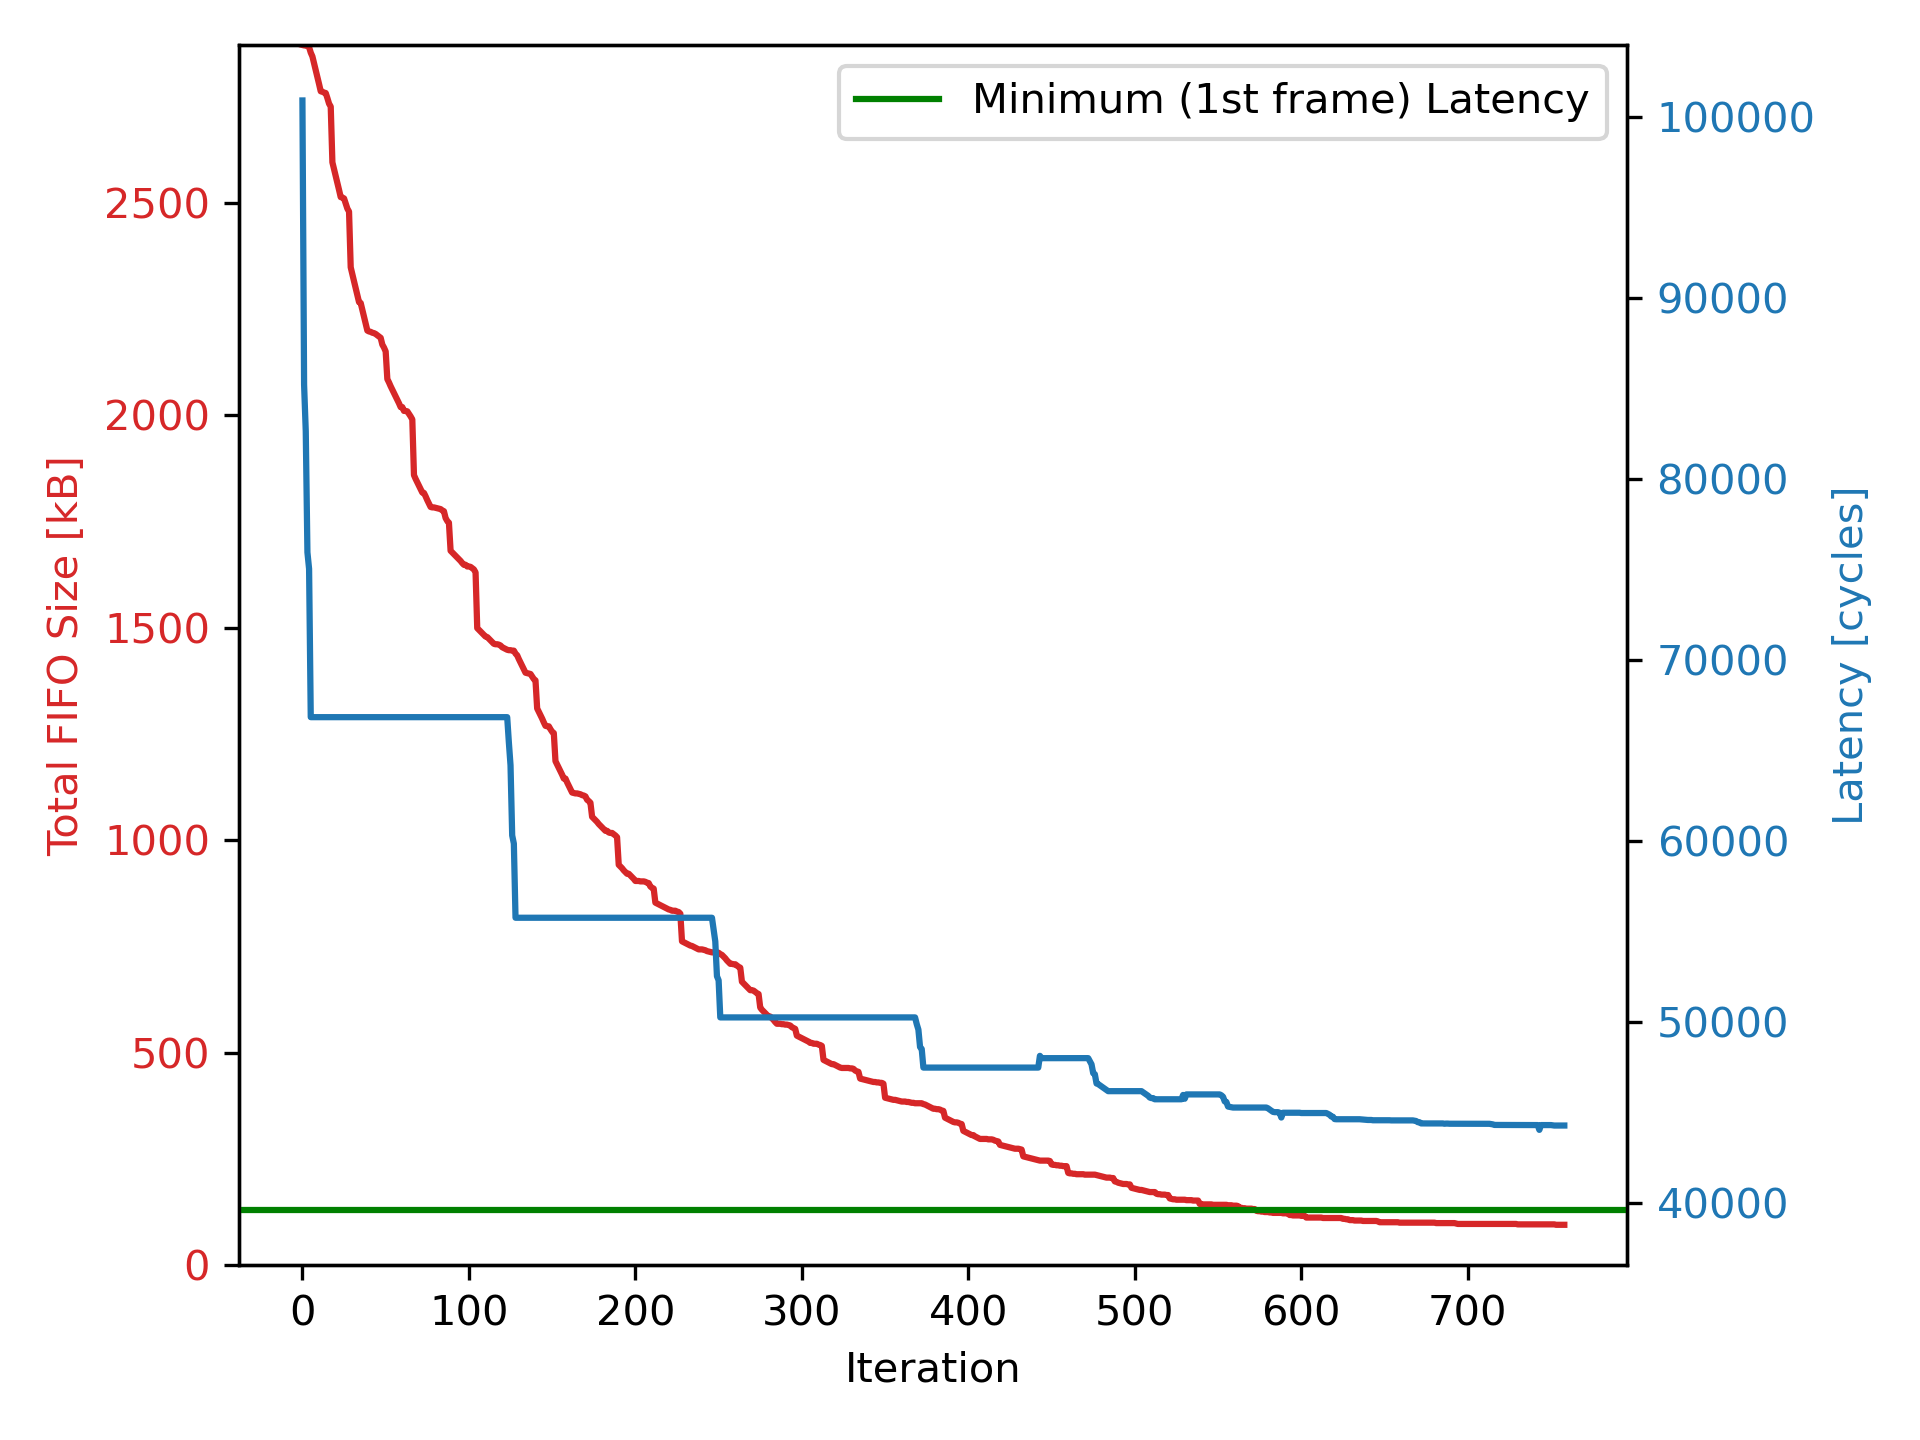 Minimum (1st frame) Latency
Total FIFO Size [kB]
2500
2000
1500
1000
500
0
100000
90000
80000
70000
60000
50000
40000
Latency [cycles]
0 100 200 300 400 500 600 700
Iteration